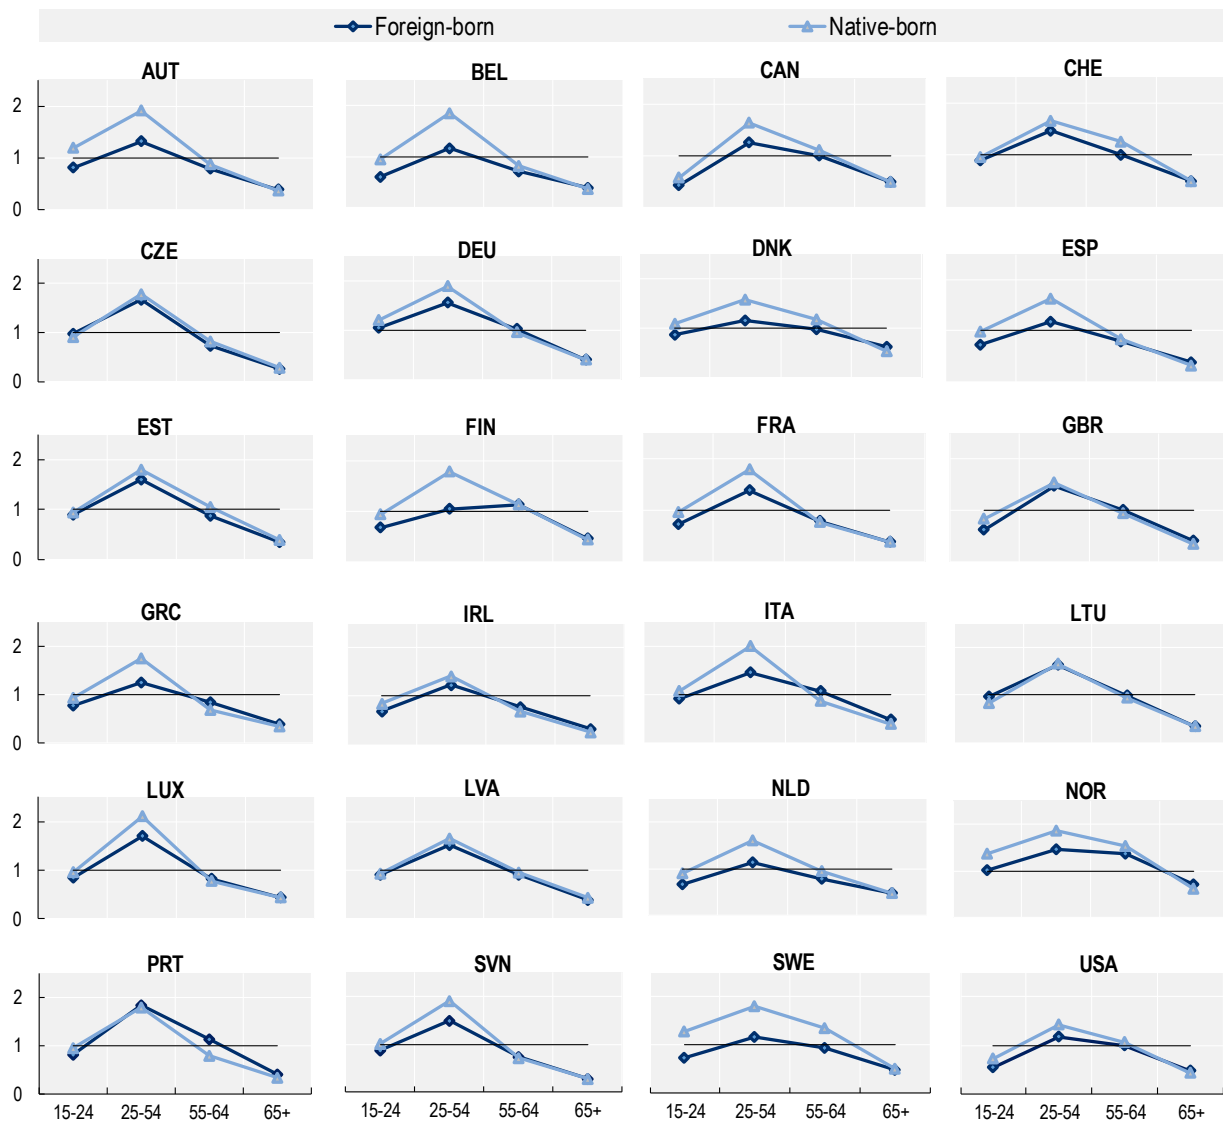 Foreign-born Native-born
AUT BEL CAN CHE
2
1
0
CZE DEU DNK ESP
2
1
0
EST FIN FRA GBR
2
1
0
GRC IRL ITA LTU
2
1
0
LUX LVA NLD NOR
2
1
0
PRT SVN SWE USA
2
1
0
15-24 25-54 55-64 65+ 15-24 25-54 55-64 65+ 15-24 25-54 55-64 65+ 15-24 25-54 55-64 65+